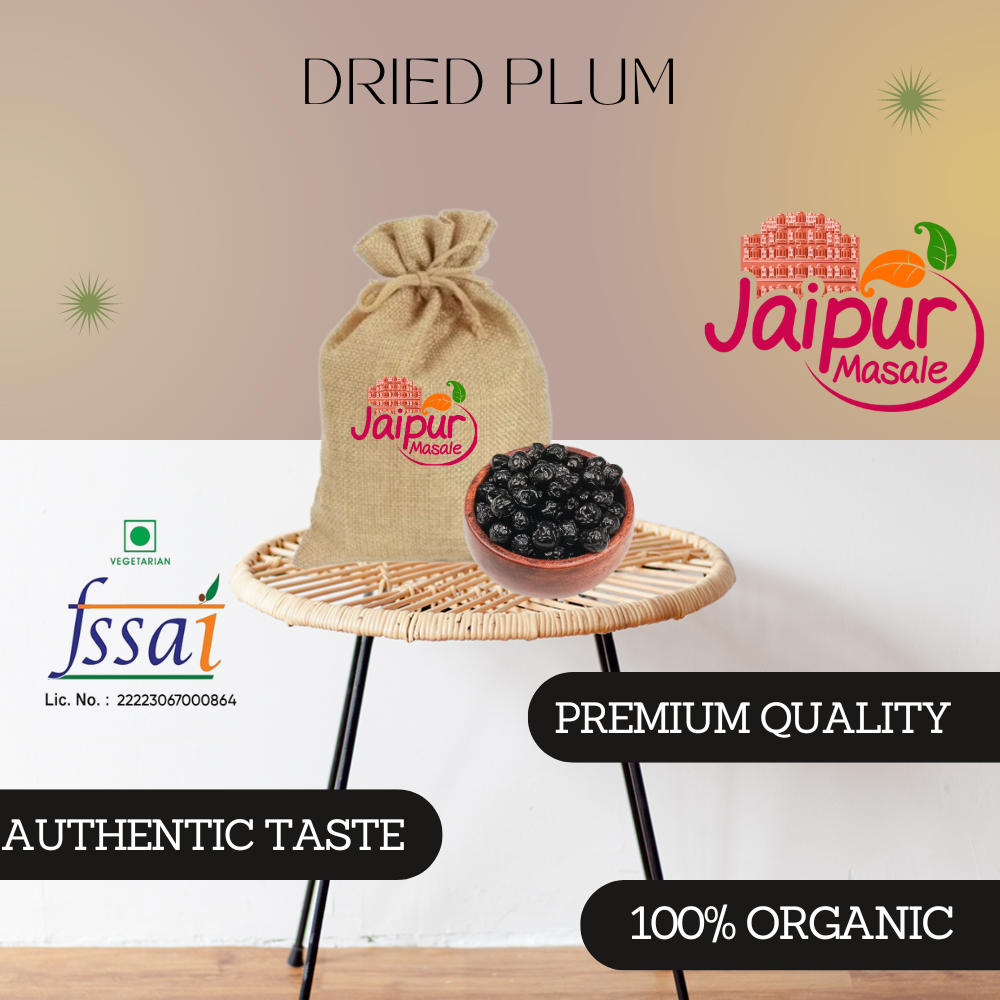 DRIED PLUM
Jaipur
Masale
Jaipur
Masale
VEGETARIAN
fssai
Lic. No. : 22223067000864
PREMIUM QUALITY
AUTHENTIC TASTE
100% ORGANIC